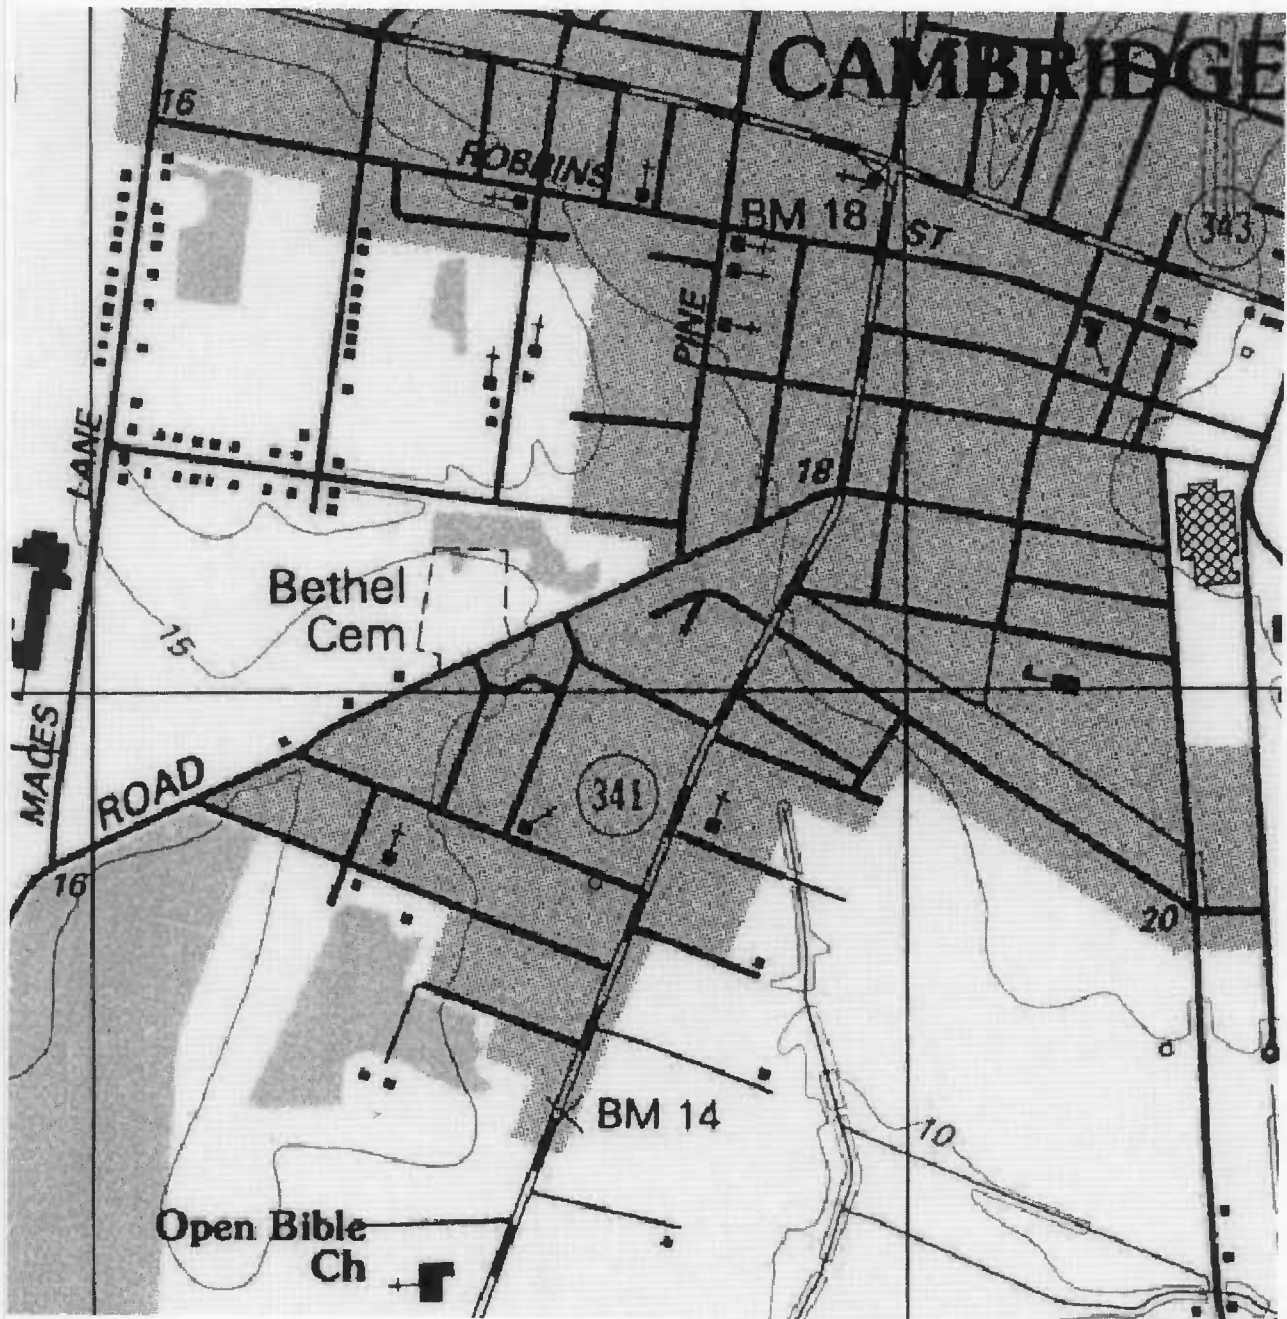 CAMBRIDGE
16
ROBBINS
BM 18
ST
343
PINE
LANE
18
Bethel
Cem
15
MACES
ROAD
341
16
20
BM 14
10
Open Bible
Ch